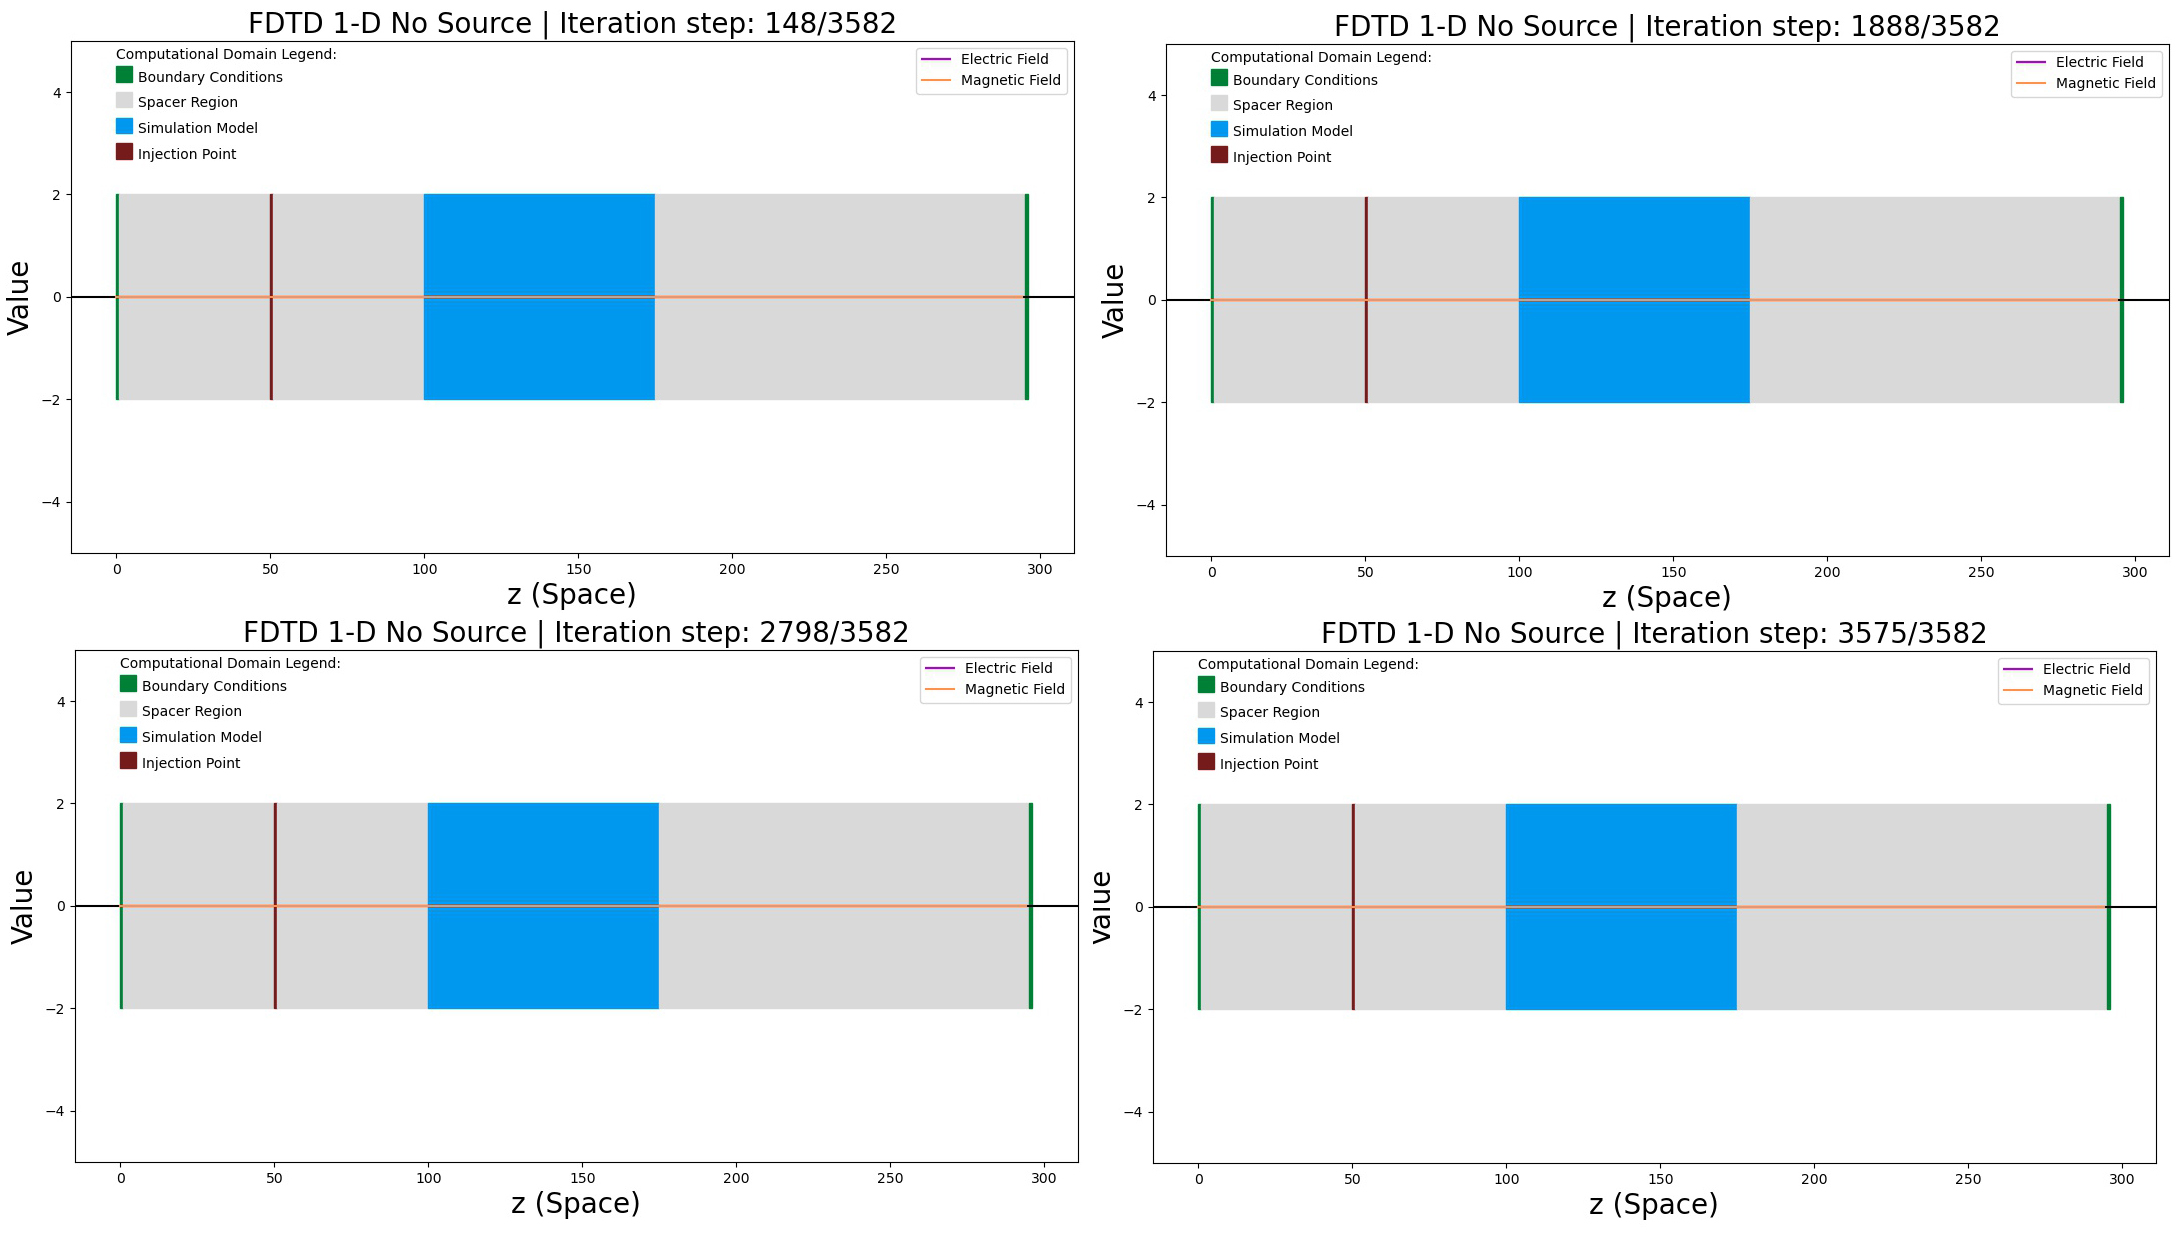 FDTD 1-D No Source | Iteration step: 148/3582
Computational Domain Legend:
Boundary Conditions
Spacer Region
Simulation Model
Injection Point
Electric Field
Magnetic Field
Value
4
2
0
−2
−4
0 50 100 150 200 250 300
z (Space)
FDTD 1-D No Source | Iteration step: 1888/3582
Computational Domain Legend:
Boundary Conditions
Spacer Region
Simulation Model
Injection Point
Electric Field
Magnetic Field
Value
4
2
0
−2
−4
0 50 100 150 200 250 300
z (Space)
FDTD 1-D No Source | Iteration step: 2798/3582
Computational Domain Legend:
Boundary Conditions
Spacer Region
Simulation Model
Injection Point
Electric Field
Magnetic Field
Value
4
2
0
−2
−4
0 50 100 150 200 250 300
z (Space)
FDTD 1-D No Source | Iteration step: 3575/3582
Computational Domain Legend:
Boundary Conditions
Spacer Region
Simulation Model
Injection Point
Electric Field
Magnetic Field
Value
4
2
0
−2
−4
0 50 100 150 200 250 300
z (Space)